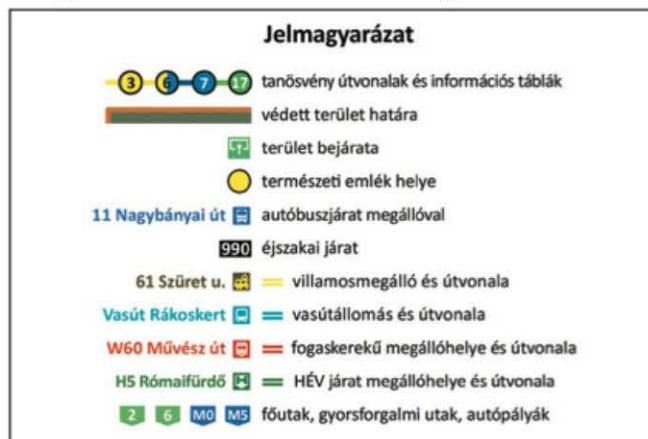 Jelmagyarázat
3 6 7 17 tanösvény útvonalak és információs táblák
védett terület határa
terület bejárata
természeti emlék helye
11 Nagybányai út autóbuszjárat megállóval
990 éjszakai járat
61 Szüret u. villamosmegálló és útvonala
Vasút Rákoskert vasútállomás és útvonala
W60 Művész út fogaskerekű megállóhelye és útvonala
H5 Rómaifürdő HÉV járat megállóhelye és útvonala
2 6 M0 M5 főutak, gyorsforgalmi utak, autópályák